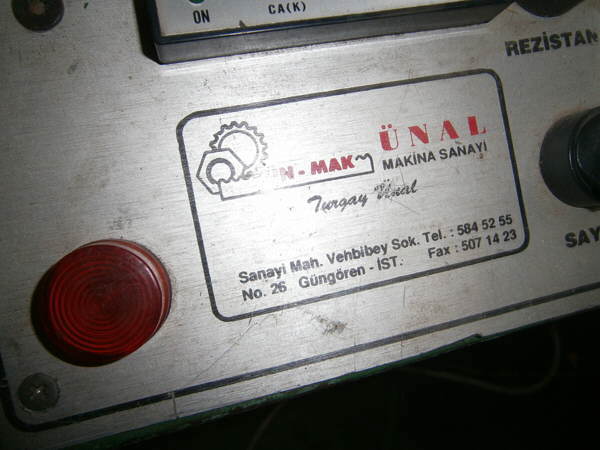 ON
CA(K)
REZİSTAN
ÜN - MAK
ÜNAL
MAKİNA SANAYİ
Turgay Ünal
Sanayi Mah. Vehbibey Sok. Tel. : 584 52 55
No. 26 Güngören - İST. Fax : 507 14 23
SAY